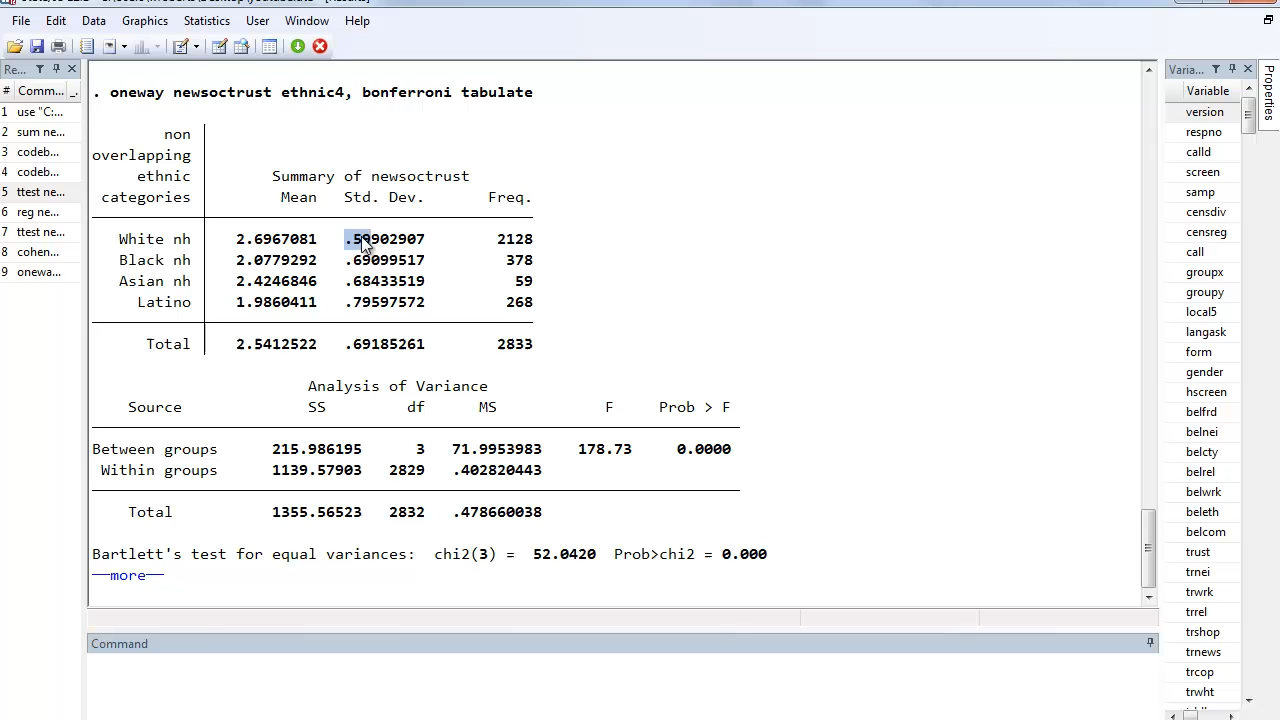 File Edit Data Graphics Statistics User Window Help
Re...
# Comm...
1 use "C:...
2 sum ne...
3 codeb...
4 codeb...
5 ttest ne...
6 reg ne...
7 ttest ne...
8 cohen...
9 onewa...
. oneway newsoctrust ethnic4, bonferroni tabulate
non
overlapping
ethnic Summary of newsoctrust
categories Mean Std. Dev. Freq.
White nh 2.6967081 .59902907 2128
Black nh 2.0779292 .69099517 378
Asian nh 2.4246846 .68433519 59
Latino 1.9860411 .79597572 268
Total 2.5412522 .69185261 2833
Analysis of Variance
Source SS df MS F Prob > F
Between groups 215.986195 3 71.9953983 178.73 0.0000
Within groups 1139.57903 2829 .402820443
Total 1355.56523 2832 .478660038
Bartlett's test for equal variances: chi2(3) = 52.0420 Prob>chi2 = 0.000
—more—
Command
Varia...
Variable
version
respno
calld
screen
samp
censdiv
censreg
call
groupx
groupy
local5
langask
form
gender
hscreen
belfrd
belnei
belcty
belrel
belwrk
beleth
belcom
trust
trnei
trwrk
trrel
trshop
trnews
trcop
trwht
Properties